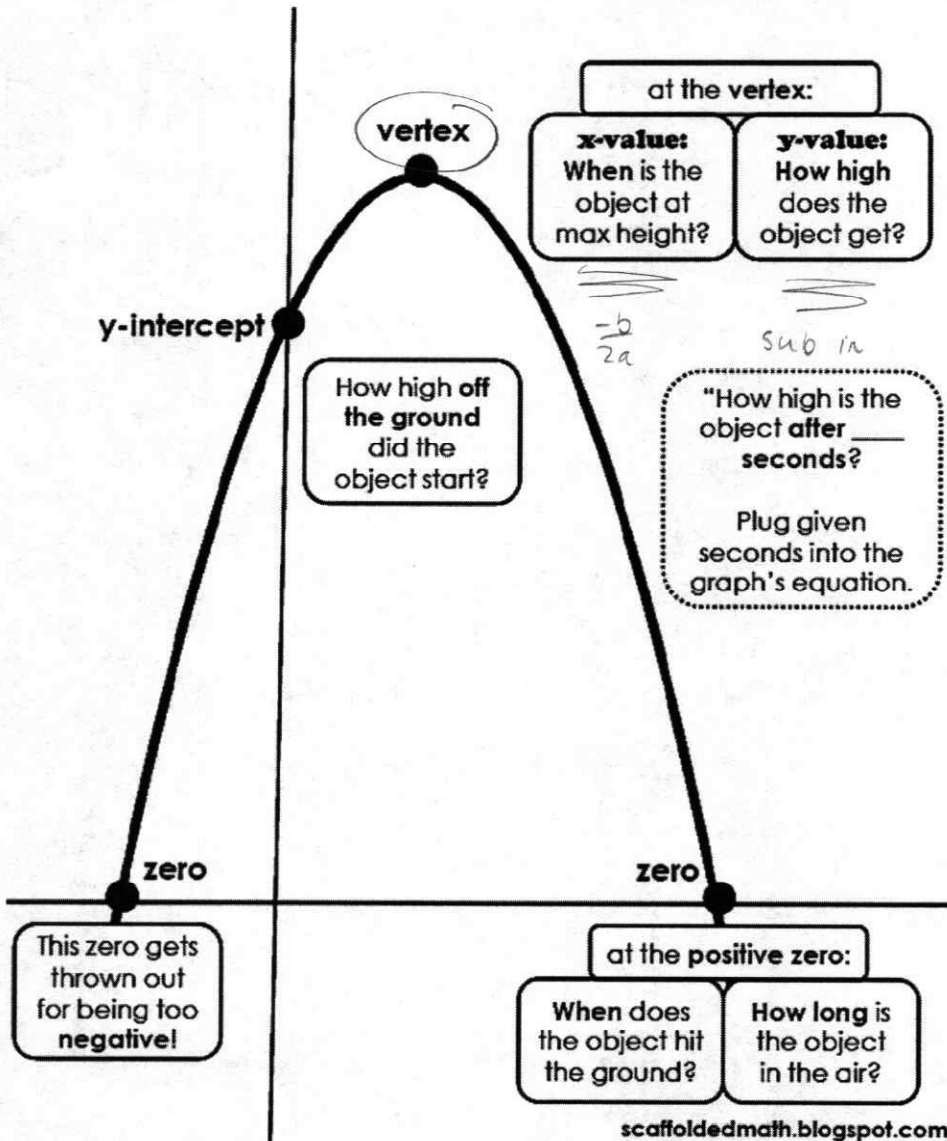 at the vertex:
vertex
x-value:
When is the
object at
max height?
y-value:
How high
does the
object get?
-b
2a
sub in
y-intercept
How high off
the ground
did the
object start?
"How high is the
object after ____
seconds?
Plug given
seconds into the
graph's equation.
zero
zero
This zero gets
thrown out
for being too
negative!
at the positive zero:
When does
the object hit
the ground?
How long is
the object
in the air?
scaffoldedmath.blogspot.com